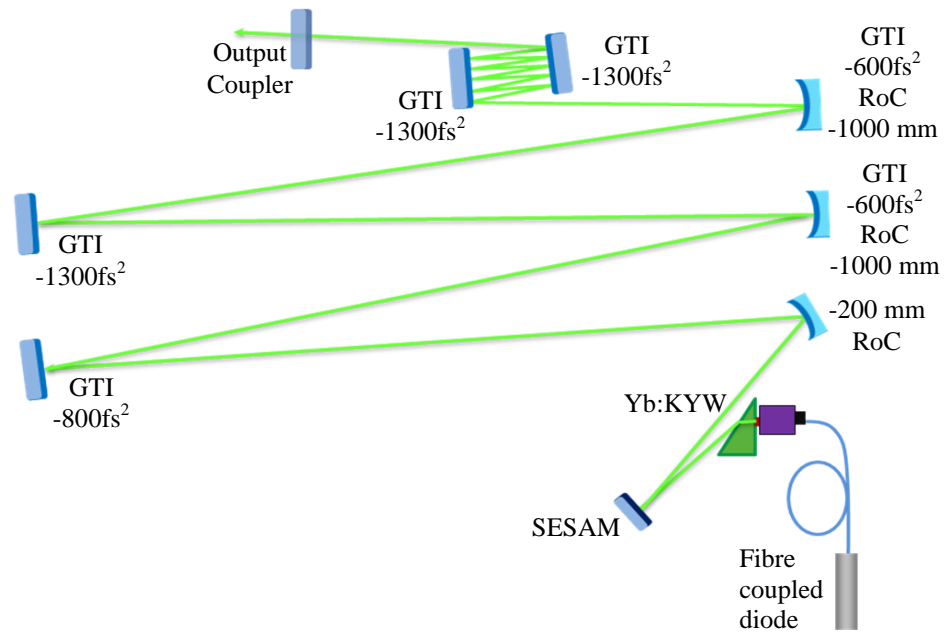 Output
Coupler
GTI
-1300fs²
GTI
-1300fs²
GTI
-600fs²
RoC
-1000 mm
GTI
-1300fs²
GTI
-600fs²
RoC
-1000 mm
-200 mm
RoC
GTI
-800fs²
Yb:KYW
SESAM
Fibre
coupled
diode